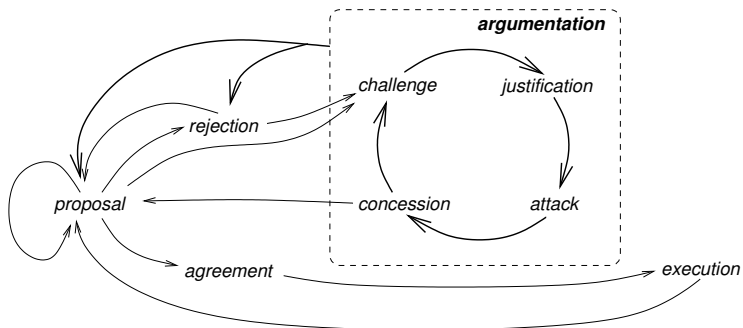 argumentation
challenge
justification
rejection
proposal
concession
attack
agreement
execution